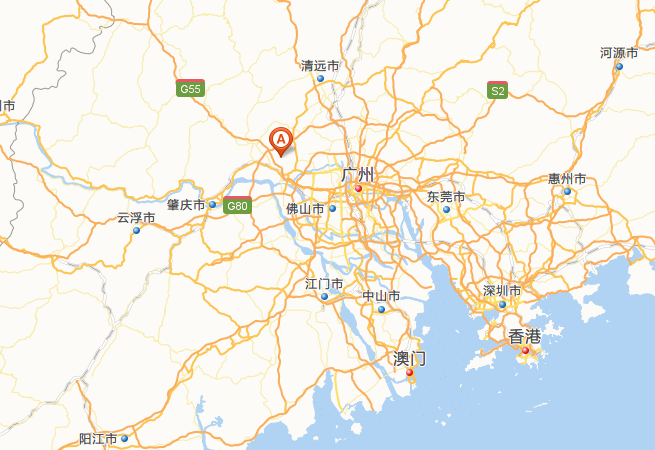 河源市
清远市
G55
S2
州市
A
广州
惠州市
东莞市
肇庆市
G80
佛山市
云浮市
江门市
深圳市
中山市
香港
澳门
阳江市